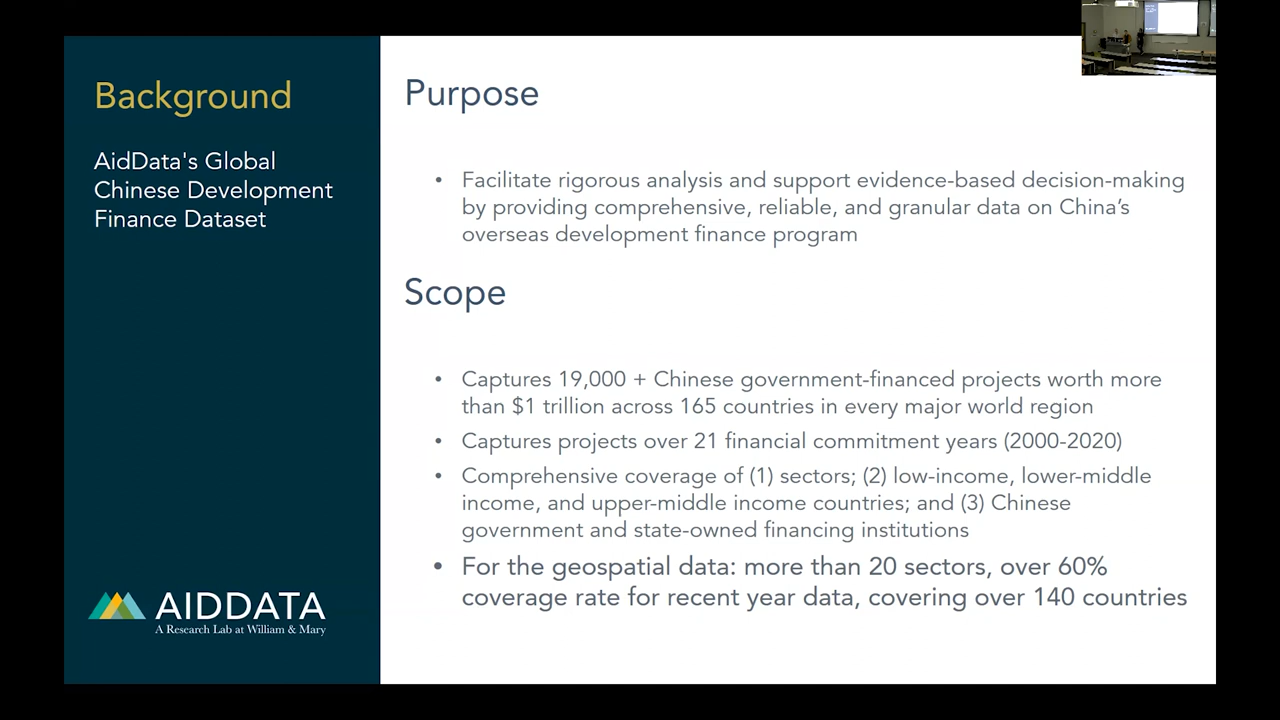 Background
AidData's Global
Chinese Development
Finance Dataset
AIDDATA
A Research Lab at William & Mary
Purpose
• Facilitate rigorous analysis and support evidence-based decision-making
by providing comprehensive, reliable, and granular data on China’s
overseas development finance program
Scope
• Captures 19,000 + Chinese government-financed projects worth more
than $1 trillion across 165 countries in every major world region
• Captures projects over 21 financial commitment years (2000-2020)
• Comprehensive coverage of (1) sectors; (2) low-income, lower-middle
income, and upper-middle income countries; and (3) Chinese
government and state-owned financing institutions
• For the geospatial data: more than 20 sectors, over 60%
coverage rate for recent year data, covering over 140 countries